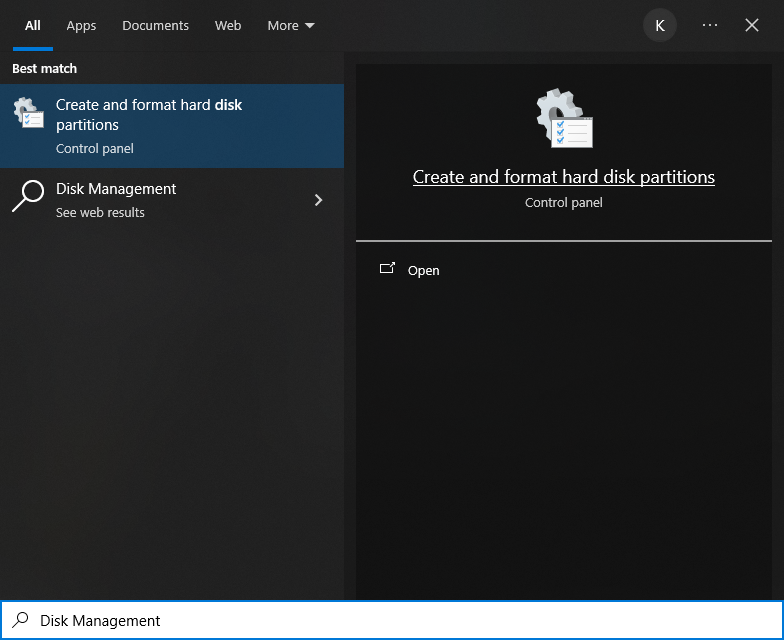 All Apps Documents Web More K
Best match
Create and format hard disk
partitions
Control panel
Disk Management
See web results
Create and format hard disk partitions
Control panel
Open
Disk Management